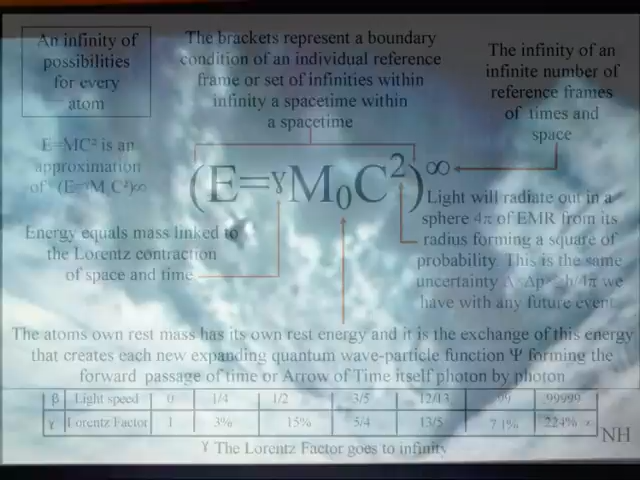 An infinity of
possibilities
for every
atom
The brackets represent a boundary
condition of an individual reference
frame or set of infinities within
infinity a spacetime within
a spacetime
The infinity of an
infinite number of
reference frames
of times and
space
E=MC² is an
approximation
of (E=ɤM C²)∞
(E=ɤM₀C²)∞
Energy equals mass linked to
the Lorentz contraction
of space and time
Light will radiate out in a
sphere 4π of EMR from its
radius forming a square of
probability. This is the same
uncertainty h/4π we
have with any future event
The atoms own rest mass has its own rest energy and it is the exchange of this energy
that creates each new expanding quantum wave-particle function Ψ forming the
forward passage of time or Arrow of Time itself photon by photon
β Light speed 0 1/4 1/2 3/5 12/13 99 99999
ɤ Lorentz Factor 1 3% 15% 5/4 13/5 7.1% 224% ∞
ɤ The Lorentz Factor goes to infinity
NH